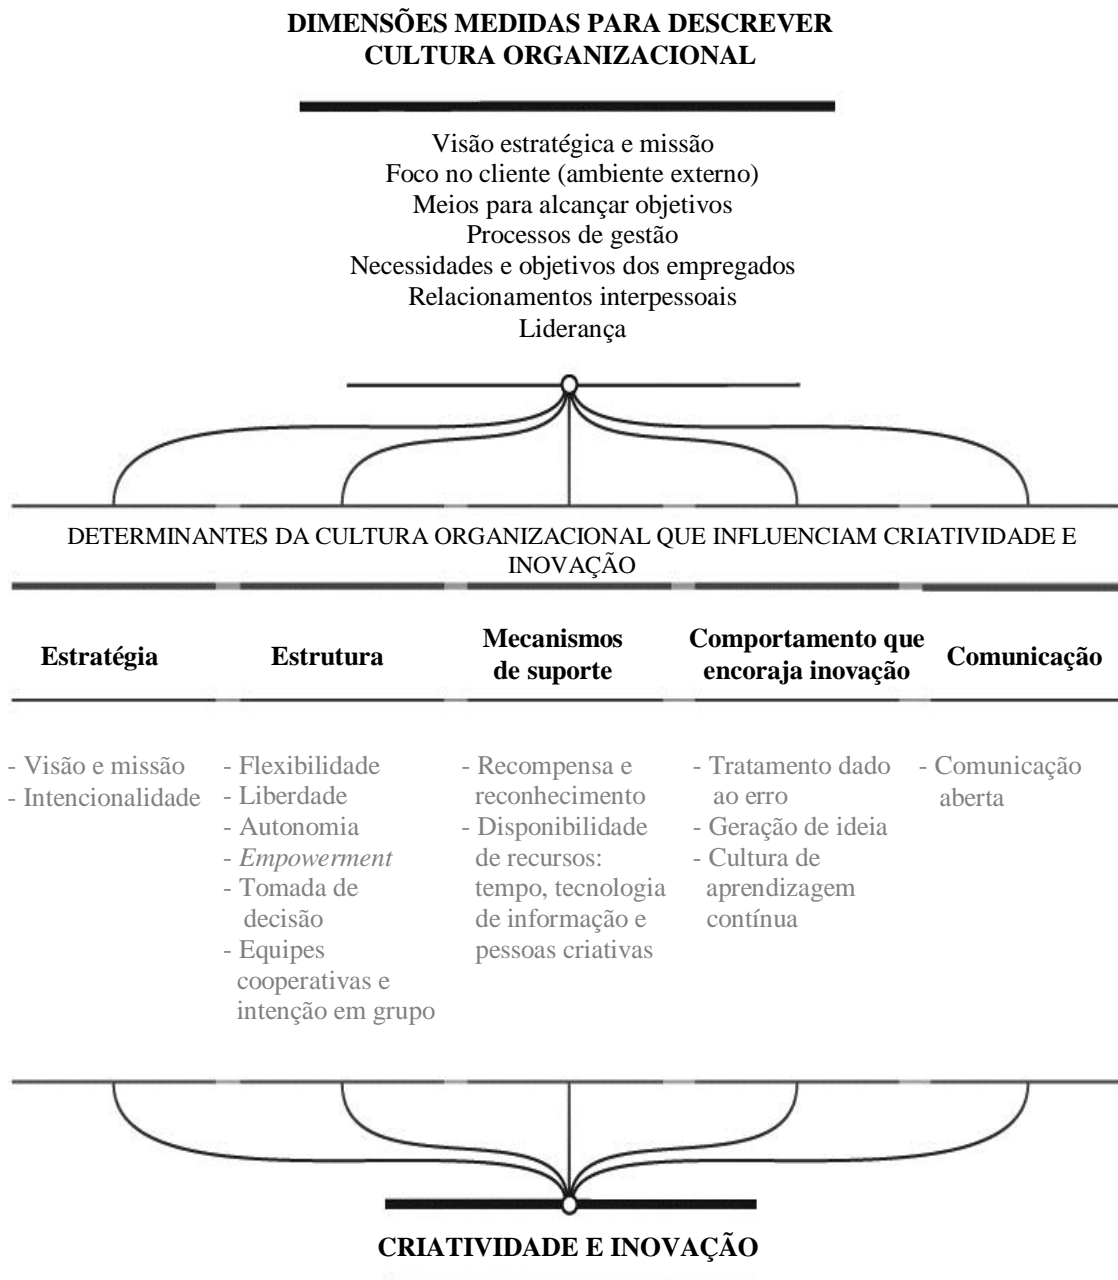 DIMENSÕES MEDIDAS PARA DESCREVER
CULTURA ORGANIZACIONAL
Visão estratégica e missão
Foco no cliente (ambiente externo)
Meios para alcançar objetivos
Processos de gestão
Necessidades e objetivos dos empregados
Relacionamentos interpessoais
Liderança
DETERMINANTES DA CULTURA ORGANIZACIONAL QUE INFLUENCIAM CRIATIVIDADE E
INOVAÇÃO
Estratégia
- Visão e missão
- Intencionalidade
Estrutura
- Flexibilidade
- Liberdade
- Autonomia
- Empowerment
- Tomada de
decisão
- Equipes
cooperativas e
intenção em grupo
Mecanismos
de suporte
- Recompensa e
reconhecimento
- Disponibilidade
de recursos:
tempo, tecnologia
de informação e
pessoas criativas
Comportamento que
encoraja inovação
- Tratamento dado
ao erro
- Geração de ideia
- Cultura de
aprendizagem
contínua
Comunicação
- Comunicação
aberta
CRIATIVIDADE E INOVAÇÃO